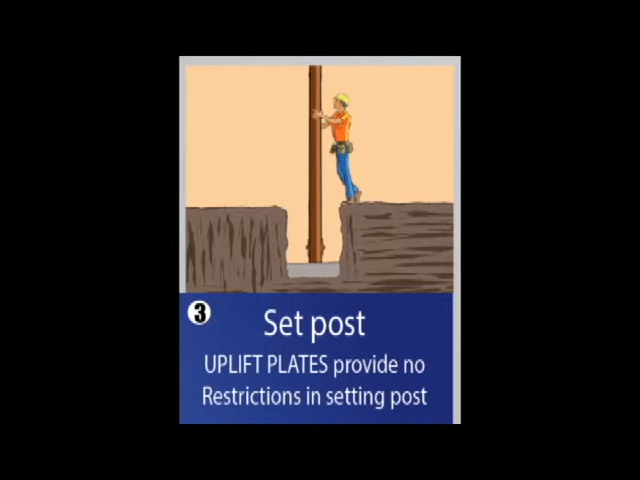 3
Set post
UPLIFT PLATES provide no
Restrictions in setting post